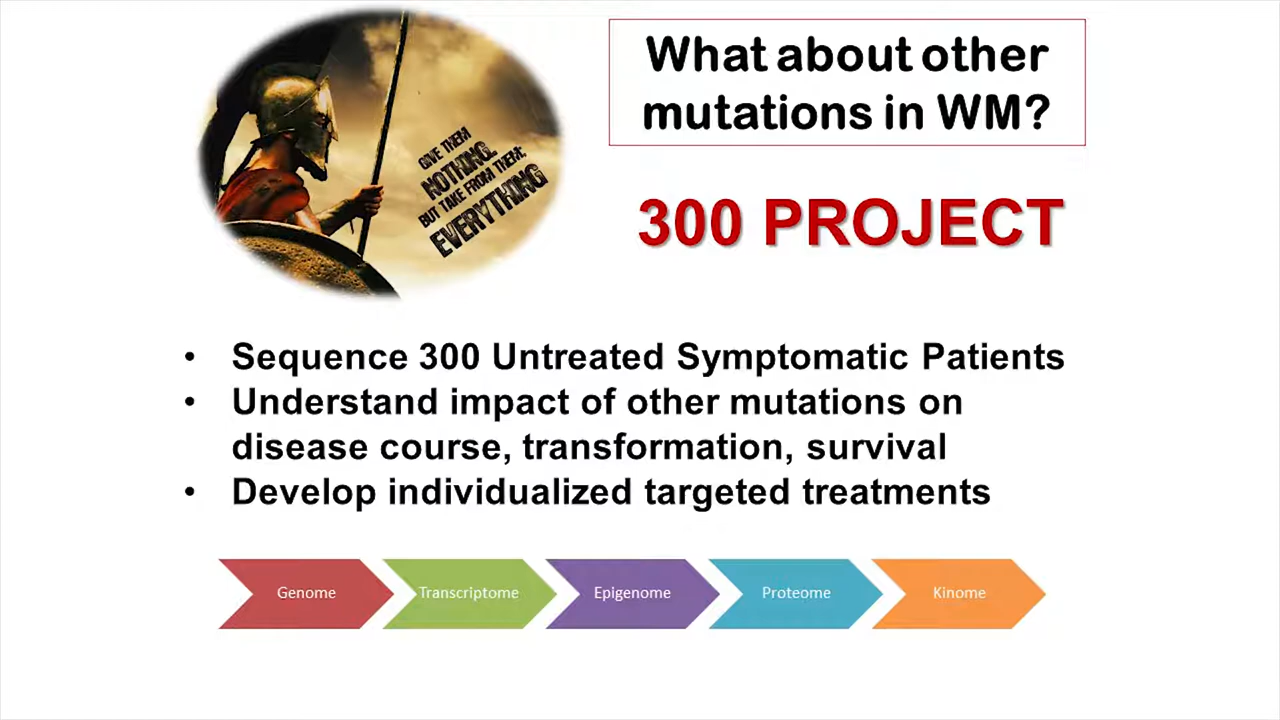 GIVE THEM
NOTHING.
BUT TAKE FROM THEM:
EVERYTHING
What about other
mutations in WM?
300 PROJECT
• Sequence 300 Untreated Symptomatic Patients
• Understand impact of other mutations on
disease course, transformation, survival
• Develop individualized targeted treatments
Genome
Transcriptome
Epigenome
Proteome
Kinome